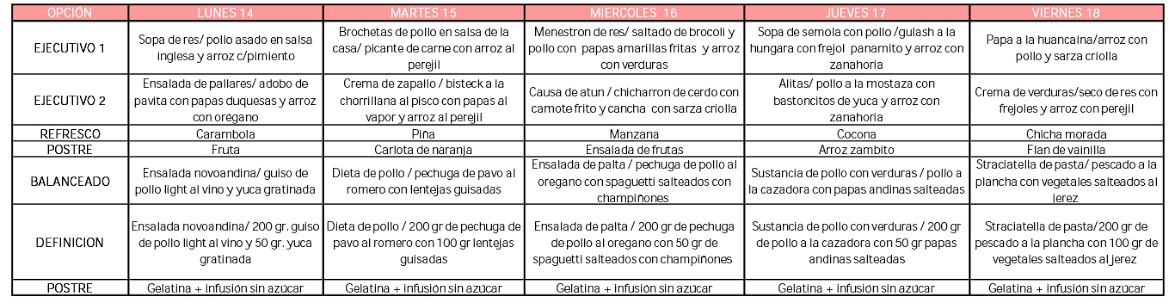 OPCIÓN LUNES 14 MARTES 15 MIERCOLES 16 JUEVES 17 VIERNES 18
EJECUTIVO 1
Sopa de res/ pollo asado en salsa
inglesa y arroz c/pimiento
Brochetas de pollo en salsa de la
casa/ picante de carne con arroz al
perejil
Menestron de res/ saltado de brocoli y
pollo con papas amarillas fritas y arroz
con verduras
Sopa de semola con pollo /gulash a la
hungara con frejol panamito y arroz con
zanahoria
Papa a la huancaina/arroz con
pollo y sarza criolla
EJECUTIVO 2
Ensalada de pallares/ adobo de
pavita con papas duquesas y arroz
con oregano
Crema de zapallo / bisteck a la
chorrillana al pisco con papas al
vapor y arroz al perejil
Causa de atun / chicharron de cerdo con
camote frito y cancha con sarza criolla
Alitas/ pollo a la mostaza con
bastoncitos de yuca y arroz con
zanahoria
Crema de verduras/seco de res con
frejoles y arroz con perejil
REFRESCO Carambola Piña Manzana Cocona Chicha morada
POSTRE Fruta Carlota de naranja Ensalada de frutas Arroz zambito Flan de vainilla
BALANCEADO
Ensalada novoandina/ guiso de
pollo light al vino y yuca gratinada
Dieta de pollo / pechuga de pavo al
romero con lentejas guisadas
Ensalada de palta / pechuga de pollo al
oregano con spaguetti salteados con
champiñones
Sustancia de pollo con verduras / pollo a
la cazadora con papas andinas salteadas
Straciatella de pasta/ pescado a la
plancha con vegetales salteados al
jerez
DEFINICION
Ensalada novoandina/ 200 gr. guiso
de pollo light al vino y 50 gr. yuca
gratinada
Dieta de pollo / 200 gr de pechuga de
pavo al romero con 100 gr lentejas
guisadas
Ensalada de palta / 200 gr de pechuga
de pollo al oregano con 50 gr de
spaguetti salteados con champiñones
Sustancia de pollo con verduras / 200 gr
de pollo a la cazadora con 50 gr papas
andinas salteadas
Straciatella de pasta/200 gr de
pescado a la plancha con 100 gr de
vegetales salteados al jerez
POSTRE Gelatina + infusión sin azúcar Gelatina + infusión sin azúcar Gelatina + infusión sin azúcar Gelatina + infusión sin azúcar Gelatina + infusión sin azúcar